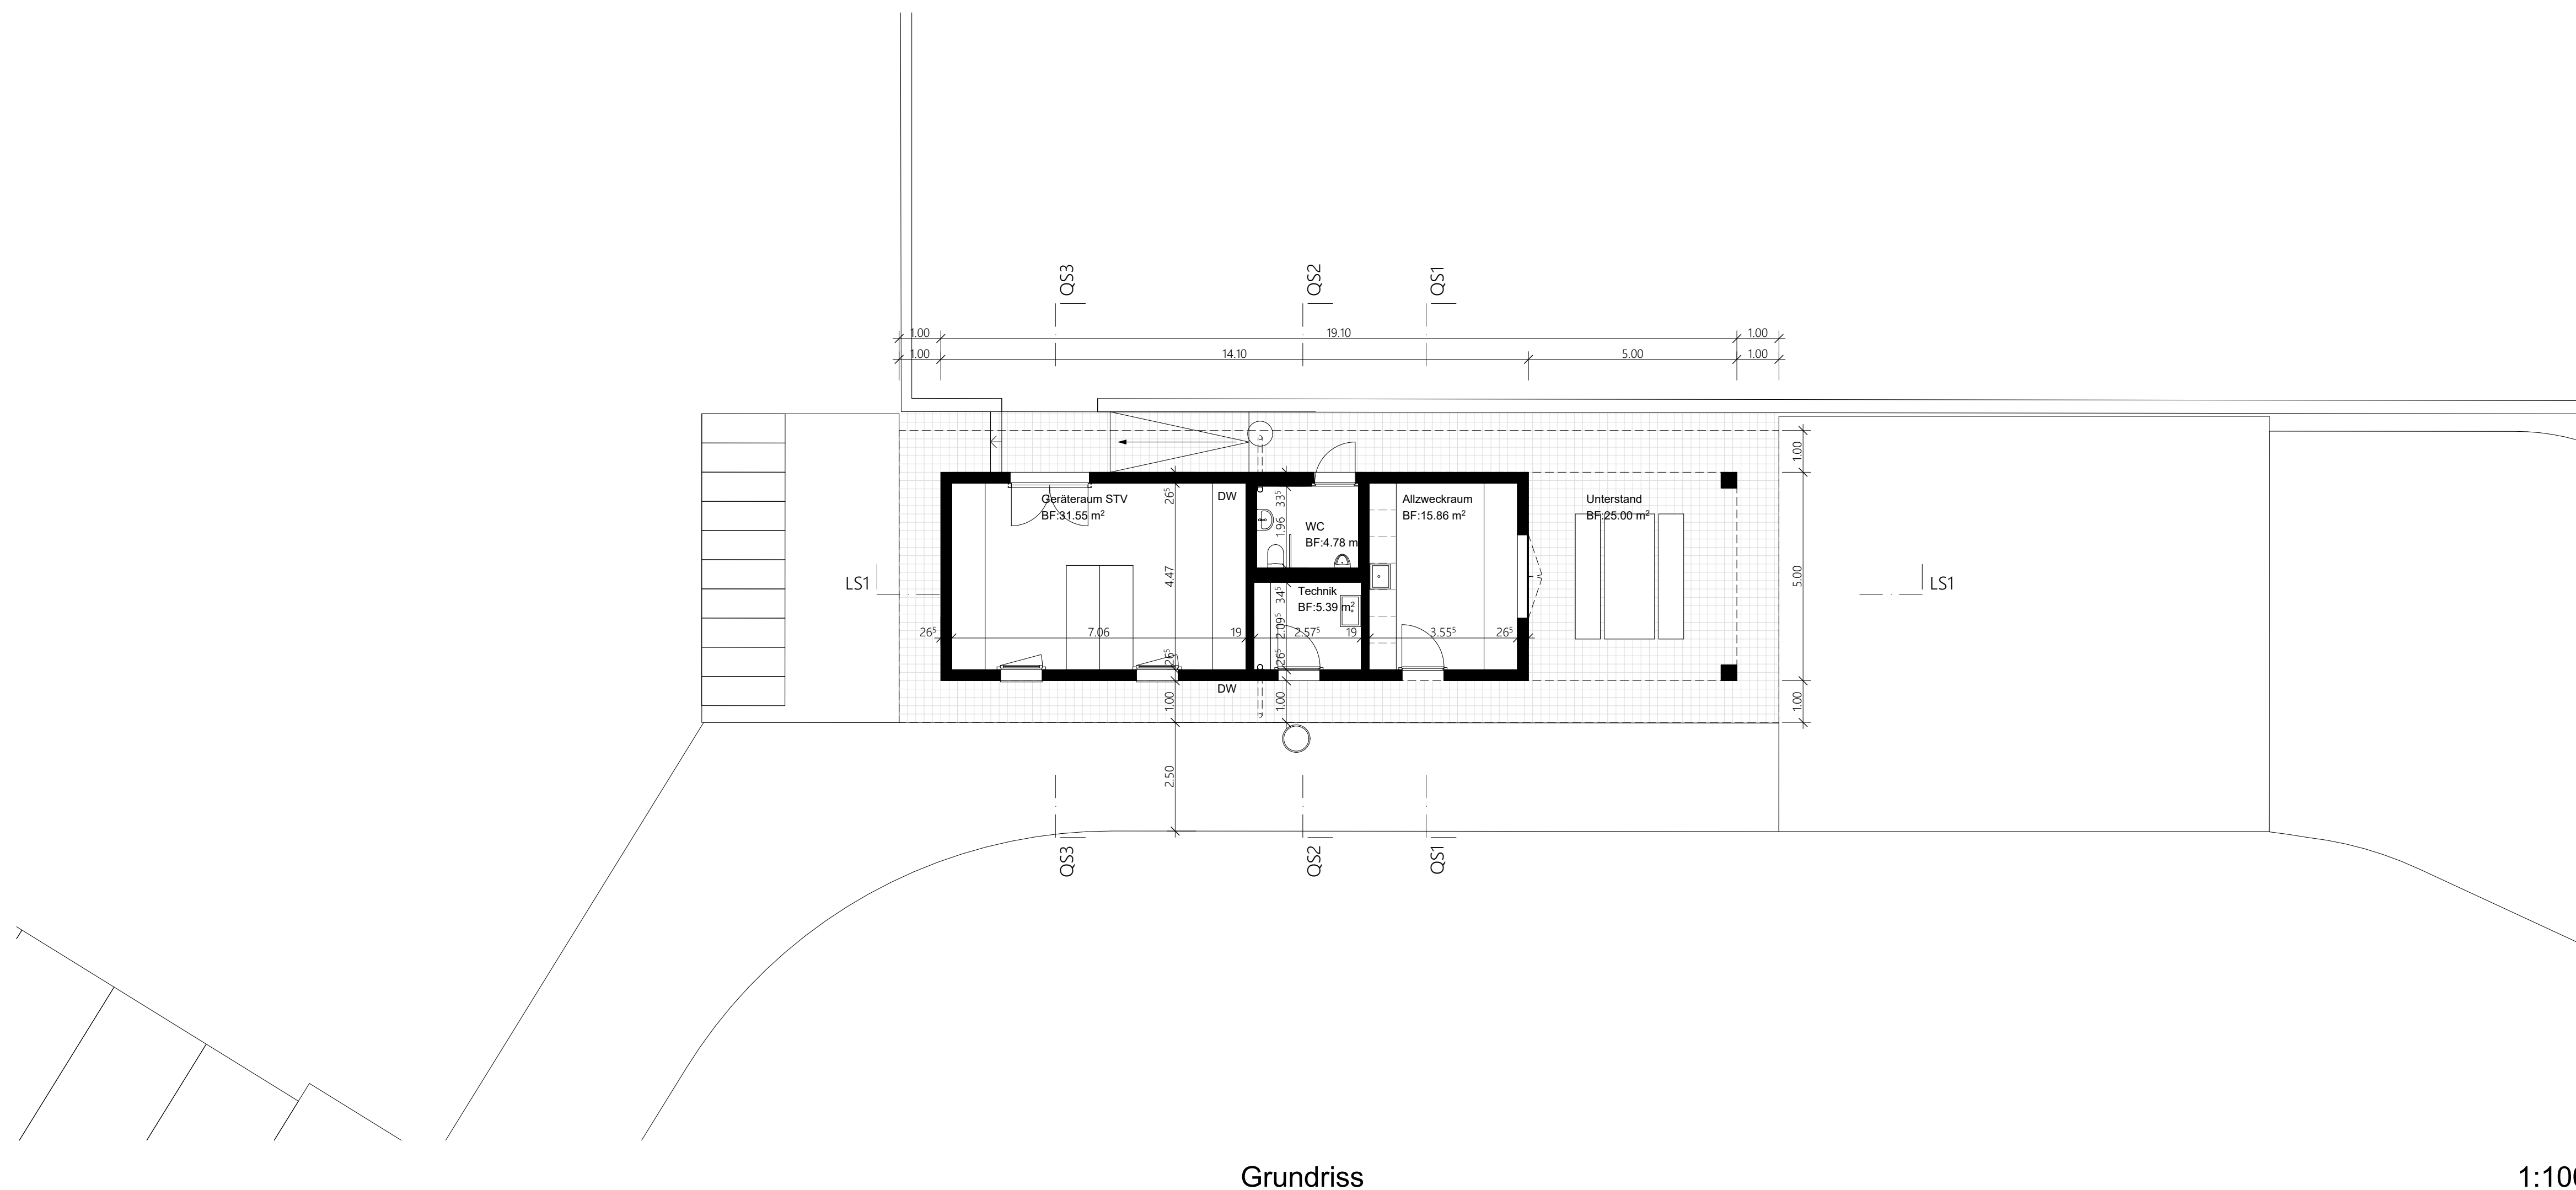 QS3
QS2
QS1
1.00
19.10
1.00
1.00
14.10
5.00
1.00
1.00
5.00
1.00
26⁵
DW
33⁵
Geräteraum STV
BF:31.55 m²
1.96
WC
BF:4.78 m
Allzweckraum
BF:15.86 m²
Unterstand
BF:25.00 m²
LS1
4.47
34⁵
Technik
BF:5.39 m²
LS1
26⁵
7.06
19
2.09⁵
2.57⁵
19
3.55⁵
26⁵
26⁵
26⁵
DW
1.00
1.00
2.50
QS3
QS2
QS1
Grundriss